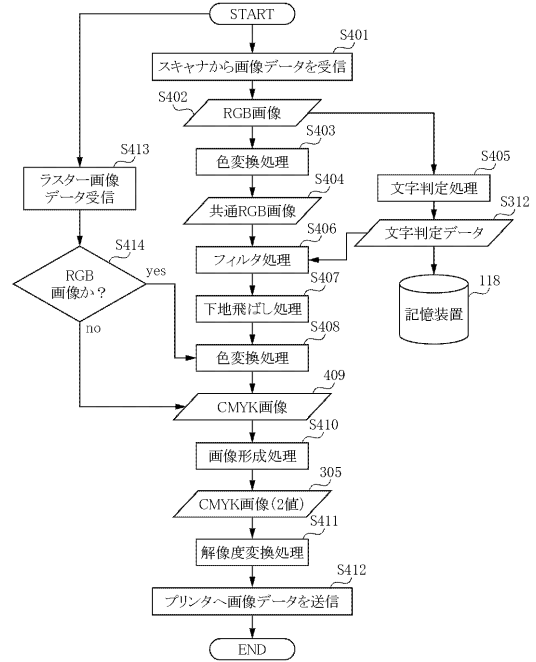 START
S401
スキャナから画像データを受信
S402
RGB画像
S403
色変換処理
S404
共通RGB画像
S405
文字判定処理
S312
文字判定データ
118
記憶装置
S413
ラスター画像
データ受信
S414
RGB
画像か？
yes
no
S406
フィルタ処理
S407
下地飛ばし処理
S408
色変換処理
409
CMYK画像
S410
画像形成処理
305
CMYK画像(2値)
S411
解像度変換処理
S412
プリンタへ画像データを送信
END